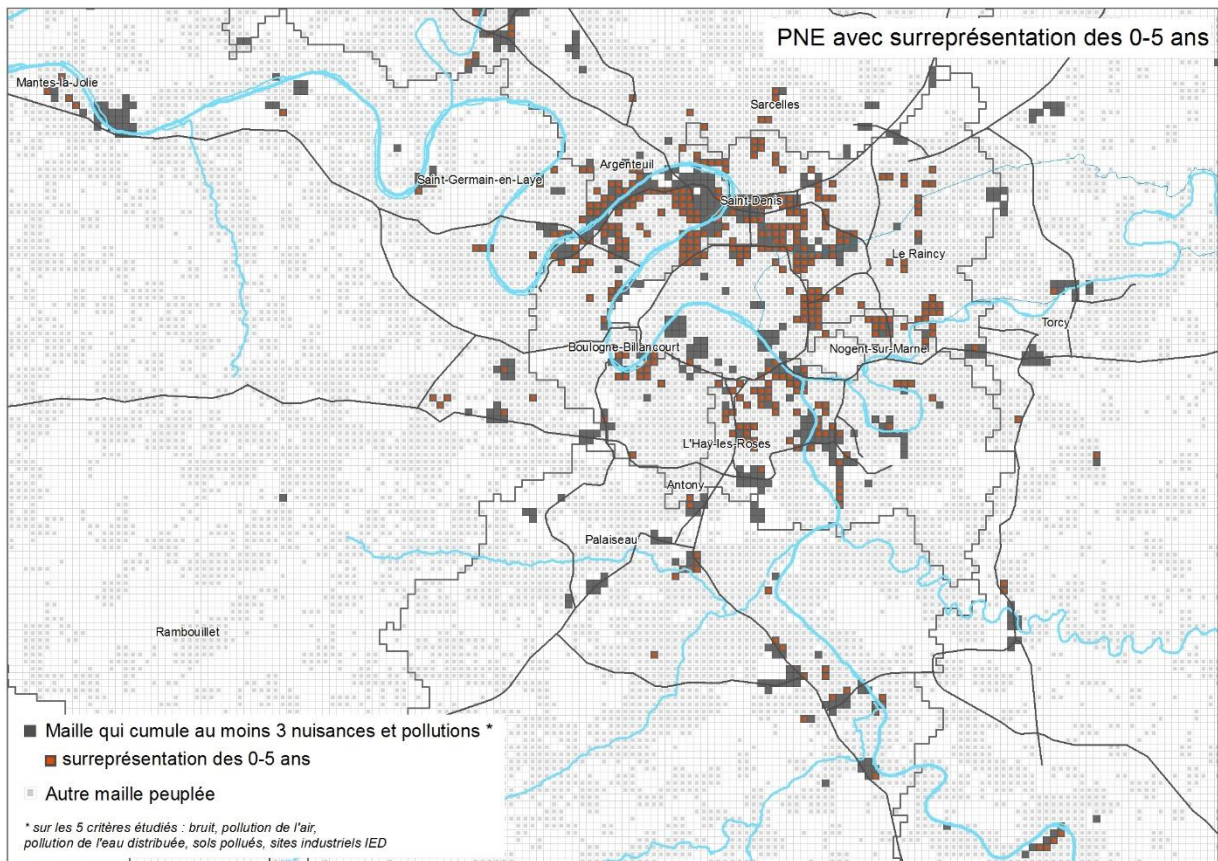 PNE avec surreprésentation des 0-5 ans
Mantes-la-Jolie
Sarcelles
Argenteuil
Saint-Germain-en-Laye
Saint-Denis
Le Raincy
Torcy
Boulogne-Billancourt
Nogent-sur-Marne
L'Hay-les-Roses
Antony
Palaiseau
Rambouillet
Maille qui cumule au moins 3 nuisances et pollutions *
surreprésentation des 0-5 ans
Autre maille peuplée
* sur les 5 critères étudiés : bruit, pollution de l'air,
pollution de l'eau distribuée, sols pollués, sites industriels IED